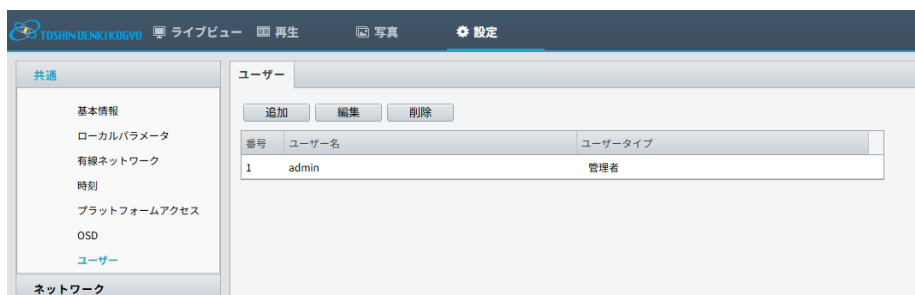 TOSHIN DENKI KOGYO ライブビュー 再生 写真 設定
共通
ユーザー
基本情報
ローカルパラメータ
有線ネットワーク
時刻
プラットフォームアクセス
OSD
ユーザー
ネットワーク
追加 編集 削除
番号 ユーザー名 ユーザータイプ
1 admin 管理者